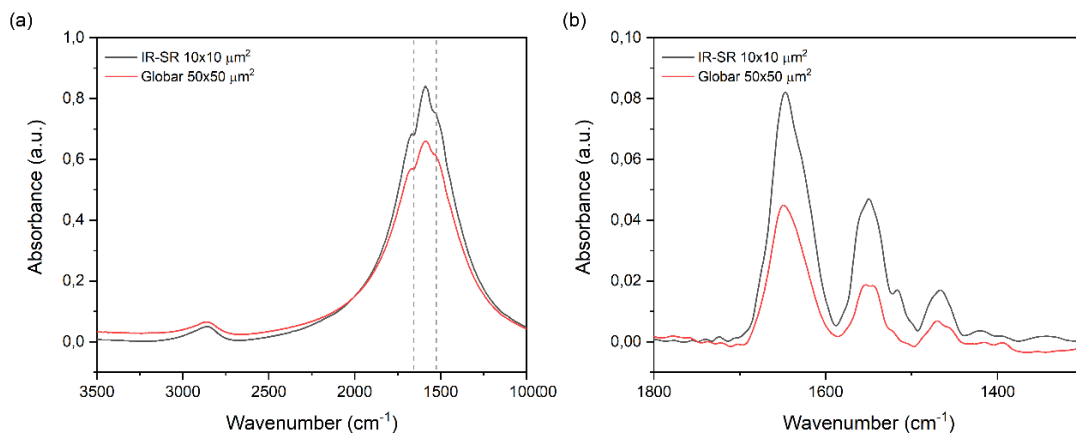 (a)
1,0
0,8
0,6
0,4
0,2
0,0
Absorbance (a.u.)
IR-SR 10x10 μm²
Globar 50x50 μm²
3500
3000
2500
2000
1500
10000
Wavenumber (cm⁻¹)
(b)
0,10
0,08
0,06
0,04
0,02
0,00
Absorbance (a.u.)
IR-SR 10x10 μm²
Globar 50x50 μm²
1800
1600
1400
Wavenumber (cm⁻¹)